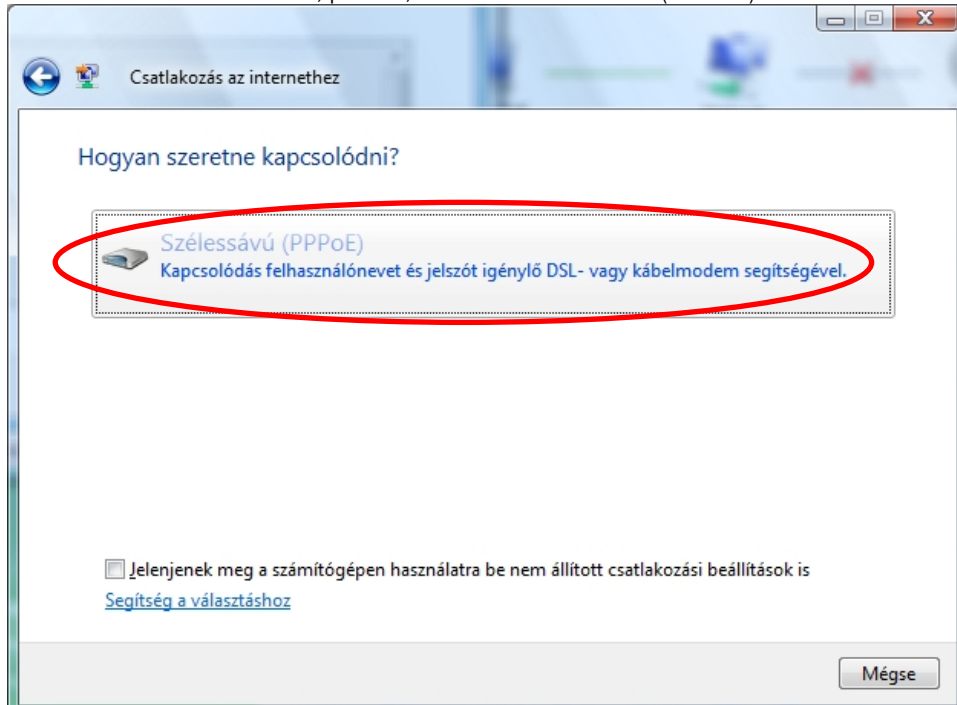 Csatlakozás az internethez
Hogyan szeretne kapcsolódni?
Szélessávú (PPPoE)
Kapcsolódás felhasználónevet és jelszót igénylő DSL- vagy kábelmodem segítségével.
Jelenjenek meg a számítógépen használatra be nem állított csatlakozási beállítások is
Segítség a választáshoz
Mégse